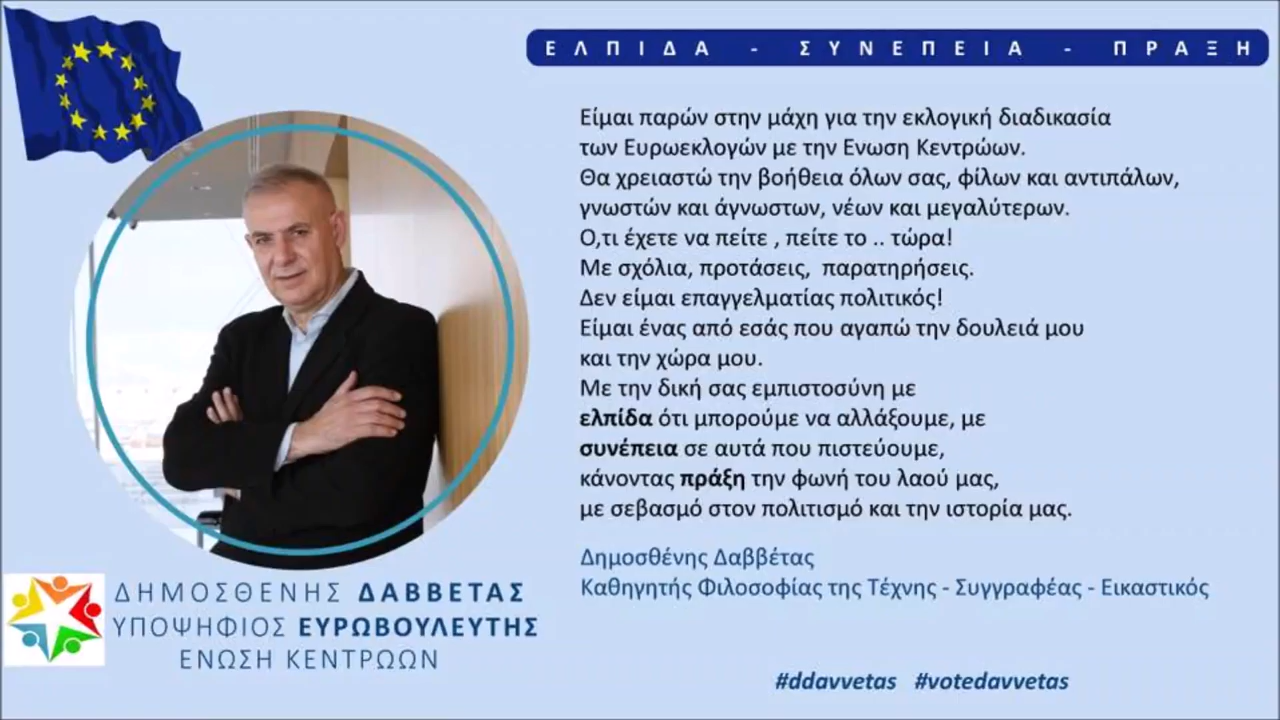 ΕΛΠΙΔΑ - ΣΥΝΕΠΕΙΑ - ΠΡΑΞΗ
Είμαι παρών στην μάχη για την εκλογική διαδικασία
των Ευρωεκλογών με την Ενωση Κεντρώων.
Θα χρειαστώ την βοήθεια όλων σας, φίλων και αντιπάλων,
γνωστών και άγνωστων, νέων και μεγαλύτερων.
Ο,τι έχετε να πείτε , πείτε το .. τώρα!
Με σχόλια, προτάσεις, παρατηρήσεις.
Δεν είμαι επαγγελματίας πολιτικός!
Είμαι ένας από εσάς που αγαπώ την δουλειά μου
και την χώρα μου.
Με την δική σας εμπιστοσύνη με
ελπίδα ότι μπορούμε να αλλάξουμε, με
συνέπεια σε αυτά που πιστεύουμε,
κάνοντας πράξη την φωνή του λαού μας,
με σεβασμό στον πολιτισμό και την ιστορία μας.
Δημοσθένης Δαββέτας
Καθηγητής Φιλοσοφίας της Τέχνης - Συγγραφέας - Εικαστικός
ΔΗΜΟΣΘΕΝΗΣ ΔΑΒΒΕΤΑΣ
ΥΠΟΨΗΦΙΟΣ ΕΥΡΩΒΟΥΛΕΥΤΗΣ
ΕΝΩΣΗ ΚΕΝΤΡΩΩΝ
#ddavvetas #votedavvetas